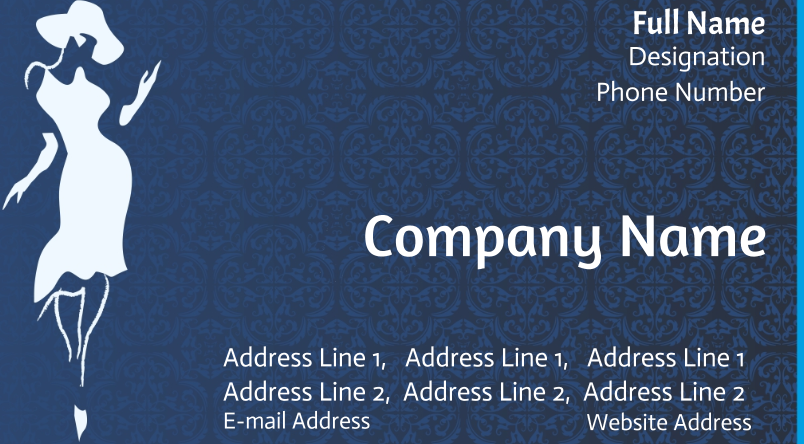 Full Name
Designation
Phone Number
Company Name
Address Line 1, Address Line 1, Address Line 1
Address Line 2, Address Line 2, Address Line 2
E-mail Address Website Address